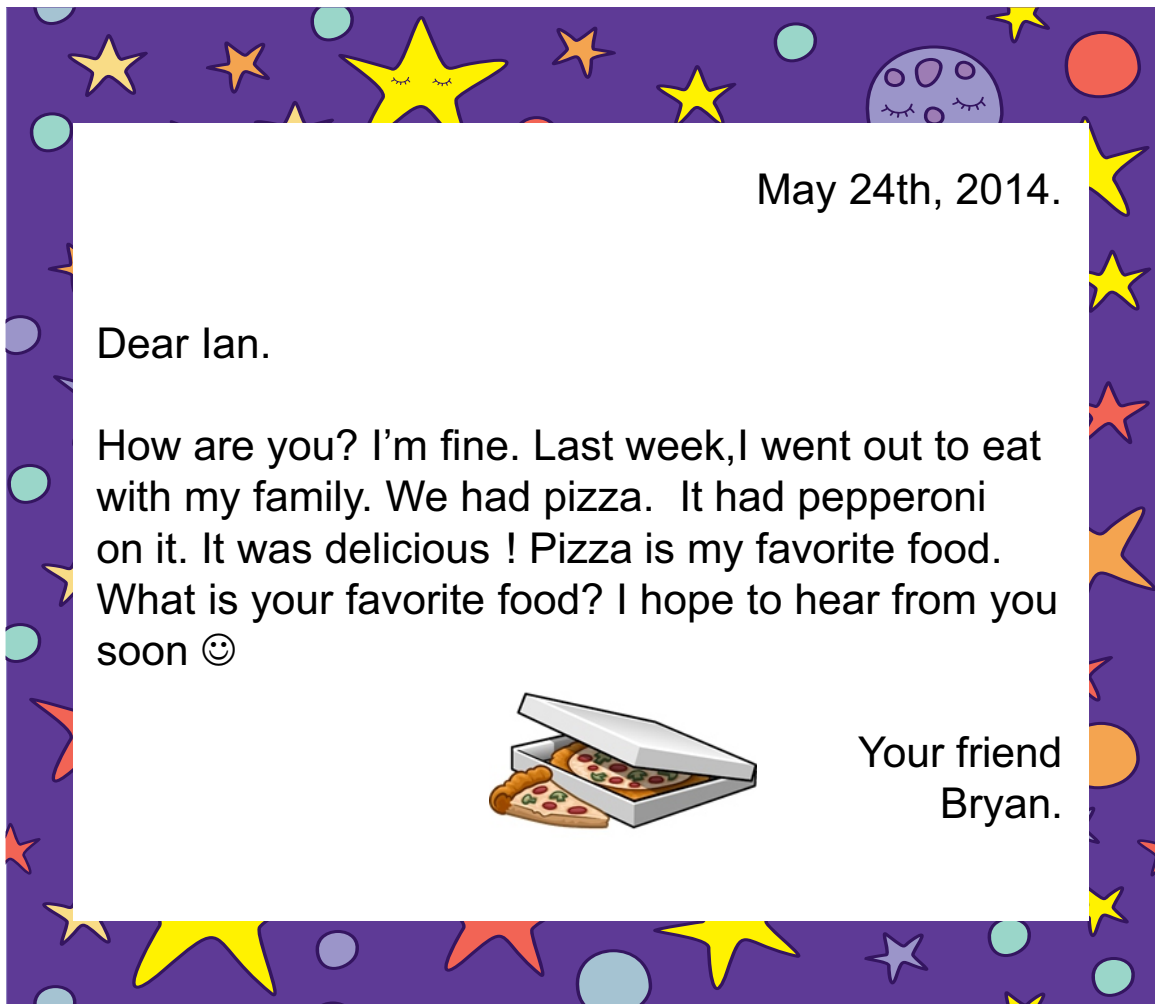 May 24th, 2014.
Dear Ian.
How are you? I’m fine. Last week,I went out to eat
with my family. We had pizza.  It had pepperoni
on it. It was delicious ! Pizza is my favorite food.
What is your favorite food? I hope to hear from you
soon ☺
Your friend
Bryan.